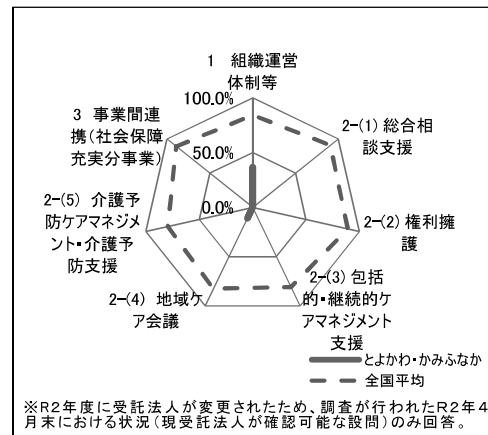 1　組織運営
体制等
100.0%
50.0%
0.0%
2-(1) 総合相
談支援
2-(2) 権利擁
護
2-(3) 包括
的・継続的ケ
アマネジメント
支援
2-(4) 地域ケ
ア会議
2-(5) 介護予
防ケアマネジメ
ント・介護予
防支援
3 事業間連
携(社会保障
充実分事業)
とよかわ・かみふなか
全国平均
※R2年度に受託法人が変更されたため、調査が行われたR2年4
月末における状況(現受託法人が確認可能な設問)のみ回答。